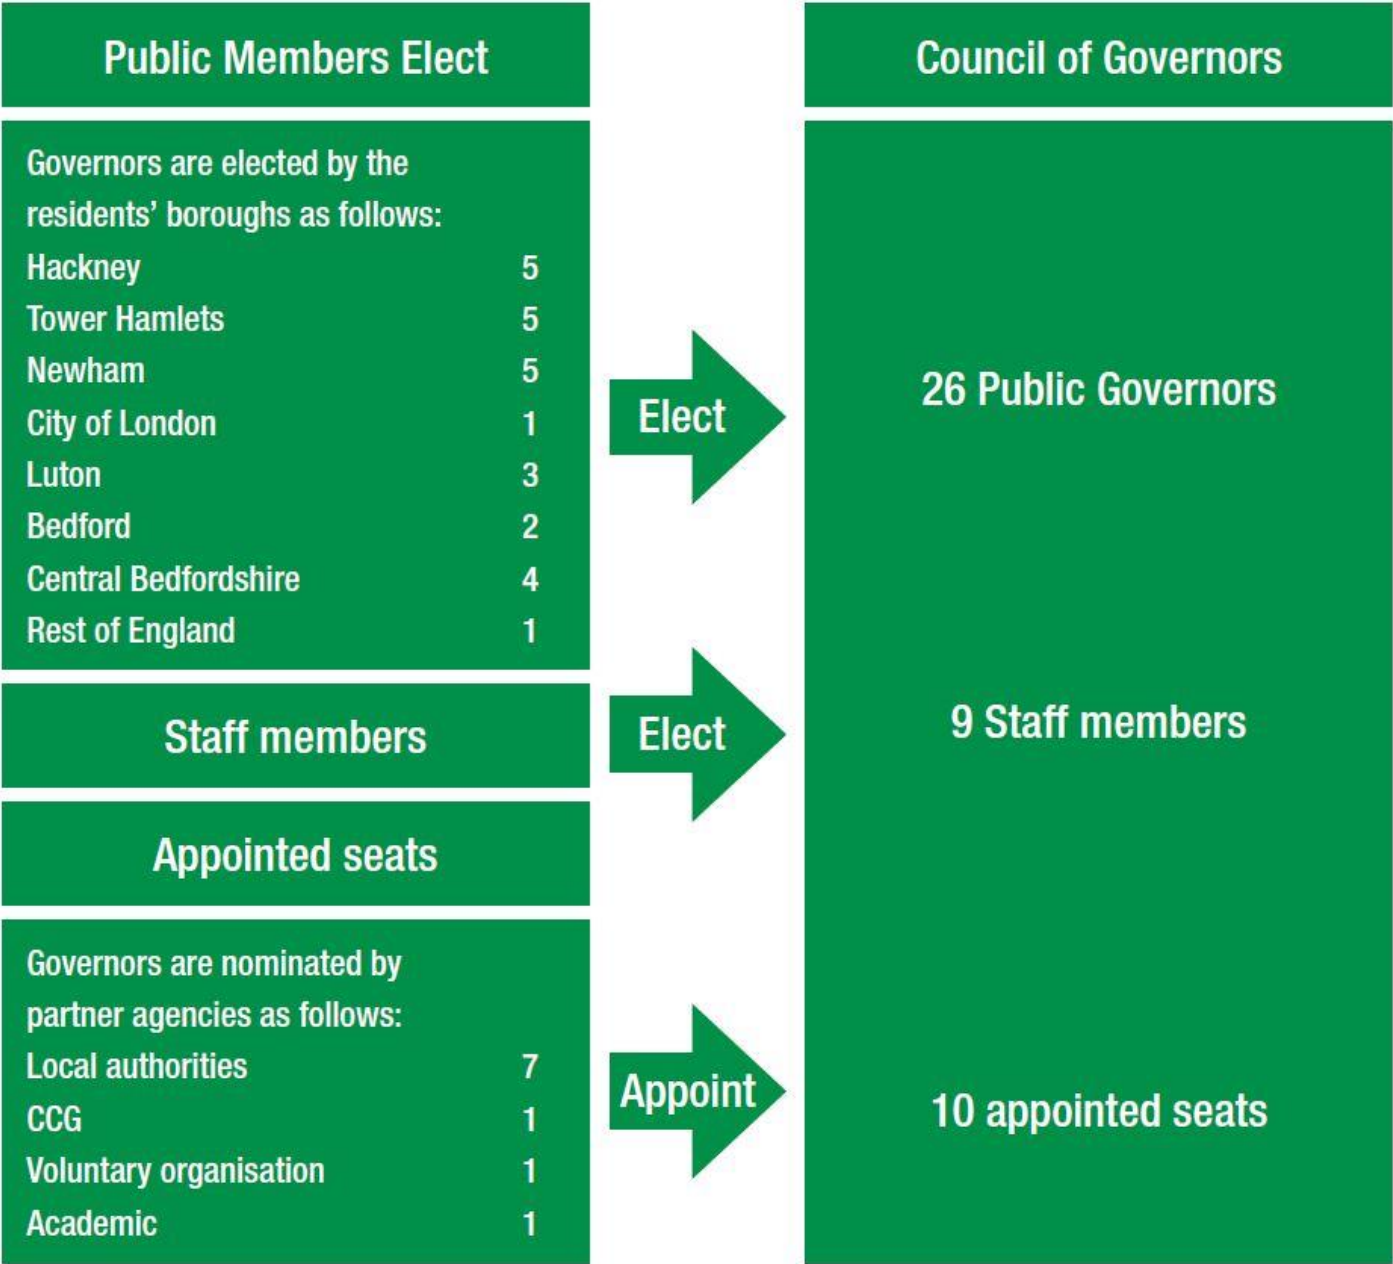 Public Members Elect
Governors are elected by the
residents’ boroughs as follows:
Hackney 5
Tower Hamlets 5
Newham 5
City of London 1
Luton 3
Bedford 2
Central Bedfordshire 4
Rest of England 1
Staff members
Appointed seats
Governors are nominated by
partner agencies as follows:
Local authorities 7
CCG 1
Voluntary organisation 1
Academic 1
Elect
Elect
Appoint
Council of Governors
26 Public Governors
9 Staff members
10 appointed seats